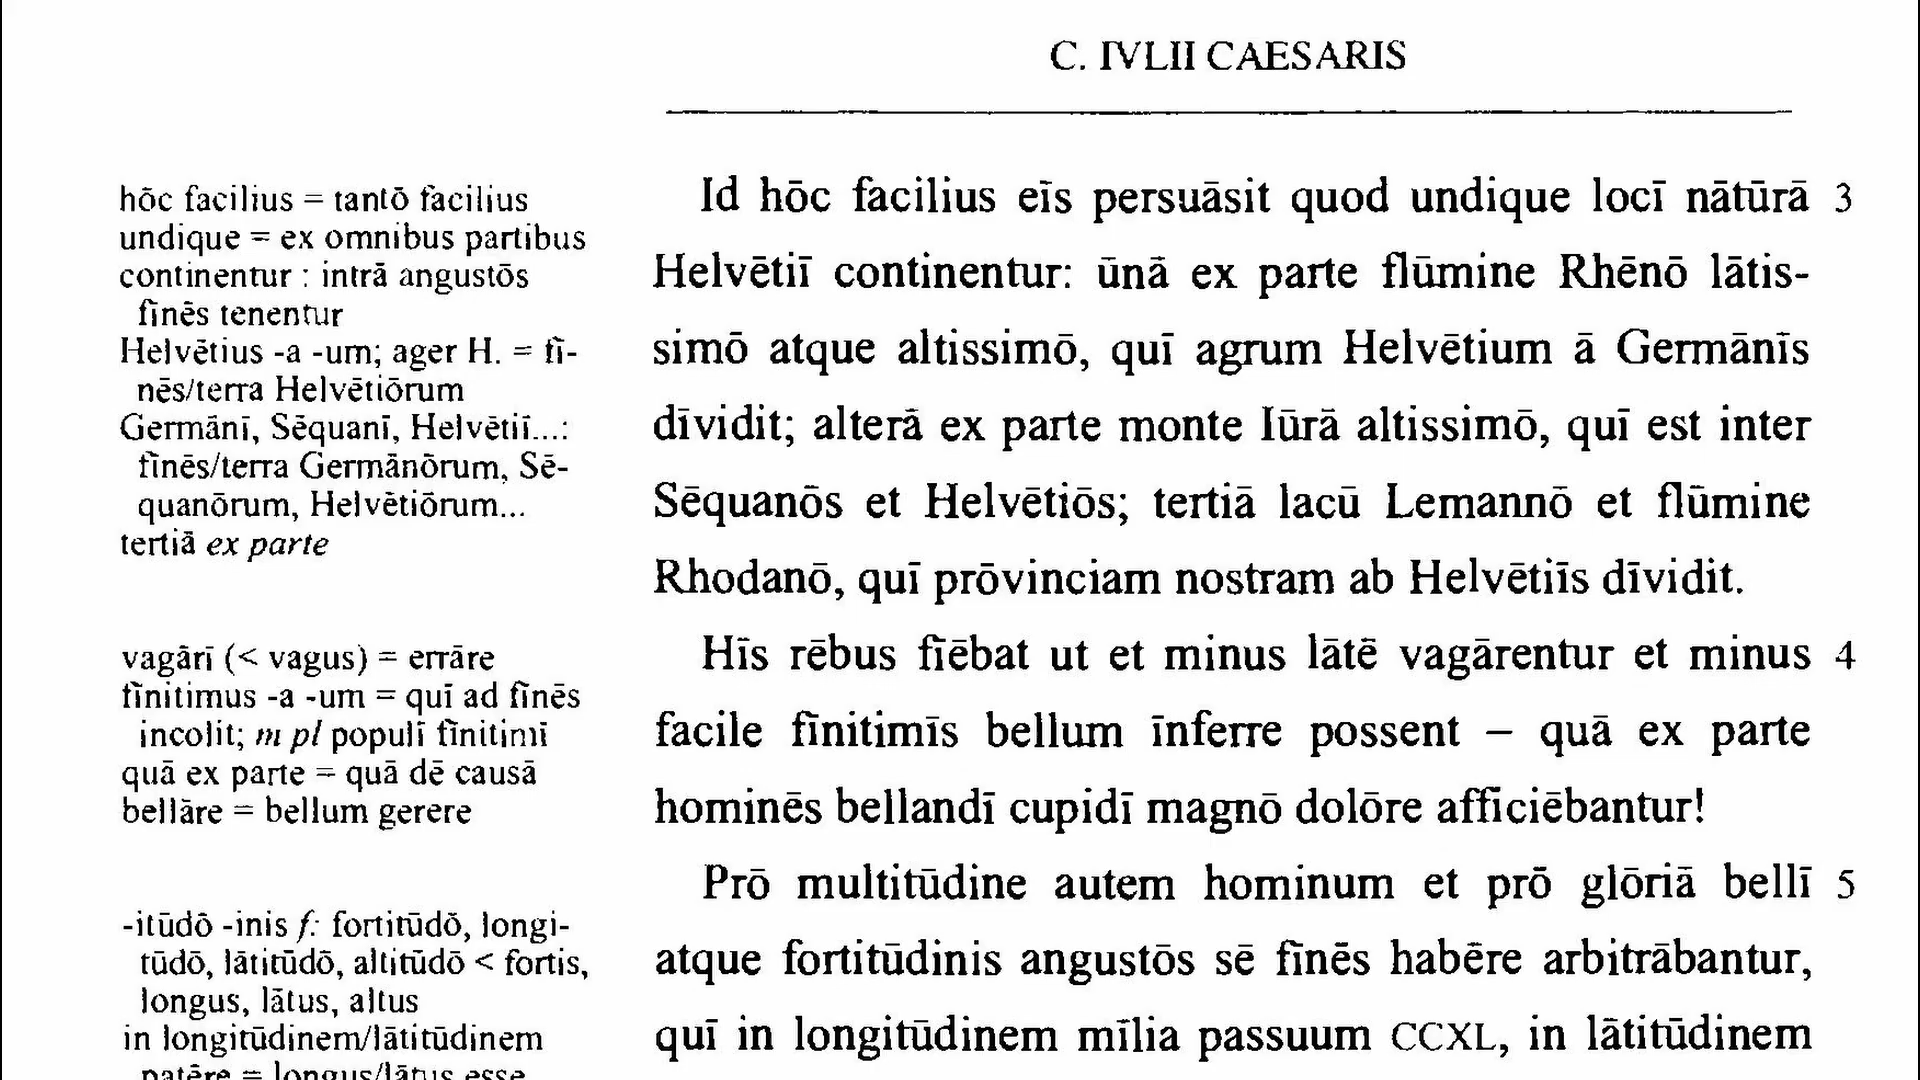 C. IVLII CAESARIS
hōc facilius = tantō facilius
undique = ex omnibus partibus
continentur : intrā angustōs
fīnēs tenentur
Helvētius -a -um; ager H. = fī-
nēs/terra Helvētiōrum
Germānī, Sēquanī, Helvētiī...:
fīnēs/terra Germānōrum, Sē-
quanōrum, Helvētiōrum...
tertiā ex parte
vagārī (< vagus) = errāre
fīnitimus -a -um = quī ad fīnēs
incolit; m pl populī fīnitimī
quā ex parte = quā dē causā
bellāre = bellum gerere
-itūdō -inis f: fortitūdō, longi-
tūdō, lātitūdō, altitūdō < fortis,
longus, lātus, altus
in longitūdinem/lātitūdinem
patēre = longus/lātus esse
Id hōc facilius eīs persuāsit quod undique locī nātūrā 3
Helvētiī continentur: ūnā ex parte flūmine Rhēnō lātis-
simō atque altissimō, quī agrum Helvētium ā Germānīs
dīvidit; alterā ex parte monte Iūrā altissimō, quī est inter
Sēquanōs et Helvētiōs; tertiā lacū Lemannō et flūmine
Rhodanō, quī prōvinciam nostram ab Helvētiīs dīvidit.
Hīs rēbus fīēbat ut et minus lātē vagārentur et minus 4
facile fīnitimīs bellum īnferre possent – quā ex parte
hominēs bellandī cupidī magnō dolōre afficiēbantur!
Prō multitūdine autem hominum et prō glōriā bellī 5
atque fortitūdinis angustōs sē fīnēs habēre arbitrābantur,
quī in longitūdinem mīlia passuum CCXL, in lātitūdinem